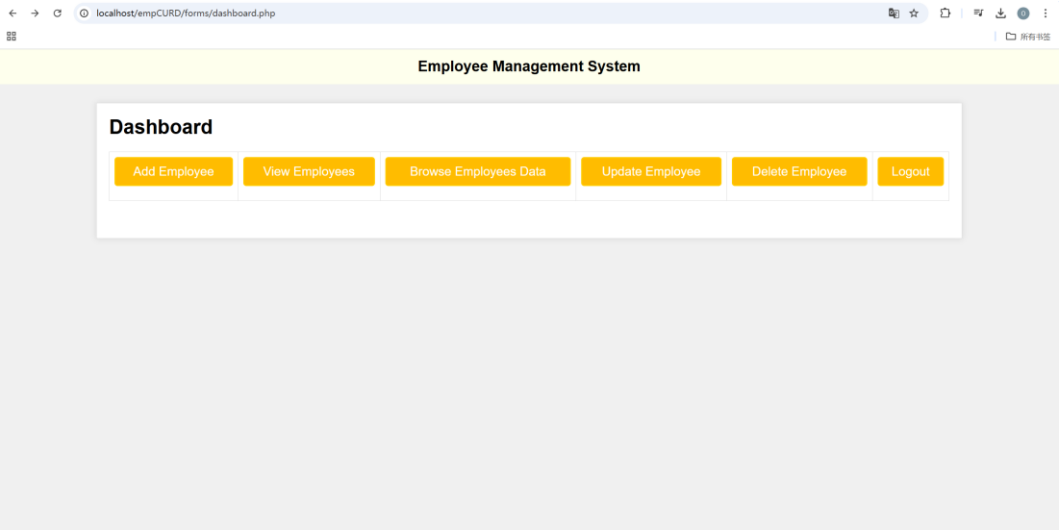 localhost/empCURD/forms/dashboard.php
所有书签
Employee Management System
Dashboard
Add Employee View Employees Browse Employees Data Update Employee Delete Employee Logout